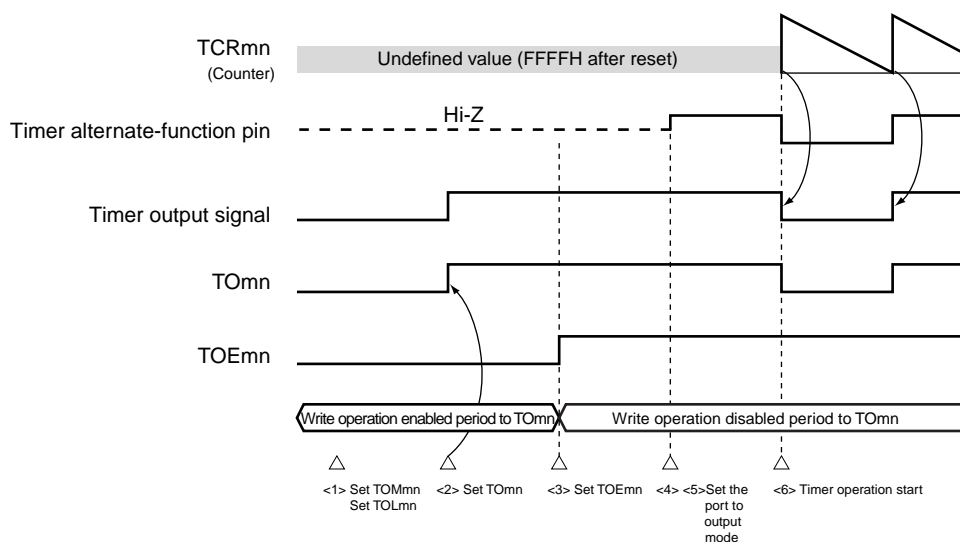 TCRmn
(Counter)
Undefined value (FFFFH after reset)
Timer alternate-function pin
Hi-Z
Timer output signal
TOmn
TOEmn
Write operation enabled period to TOmn
Write operation disabled period to TOmn
<1> Set TOMmn
Set TOLmn
<2> Set TOmn
<3> Set TOEmn
<4> <5>Set the
port to
output
mode
<6> Timer operation start